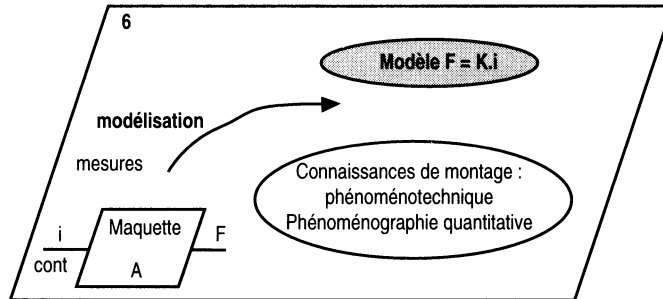 6
Modèle F = K.i
modélisation
mesures
Connaissances de montage :
phénoménotechnique
Phénoménographie quantitative
i
Maquette
F
cont
A